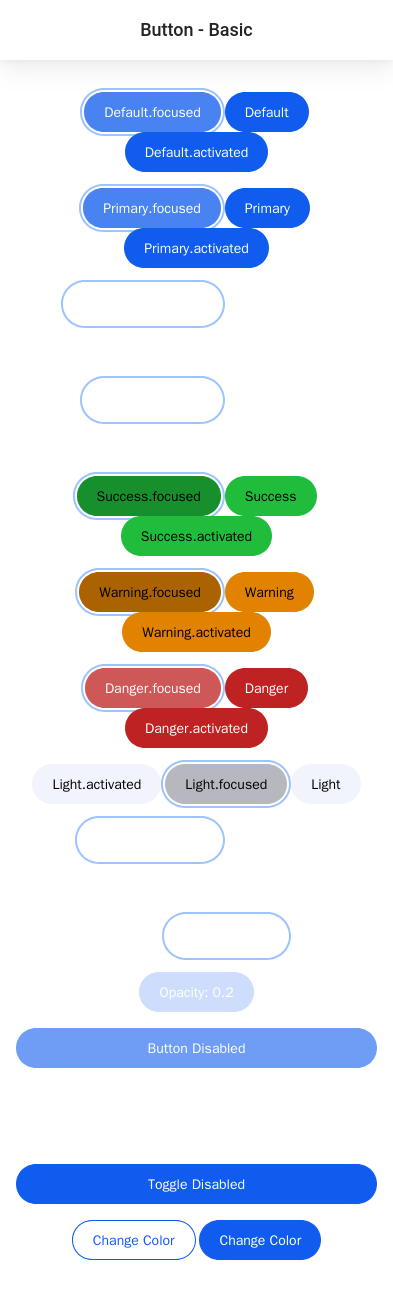 Button - Basic
Default.focused Default
Default.activated
Primary.focused Primary
Primary.activated
Success.focused Success
Success.activated
Warning.focused Warning
Warning.activated
Danger.focused Danger
Danger.activated
Light.activated Light.focused Light
Opacity: 0.2
Button Disabled
Toggle Disabled
Change Color Change Color